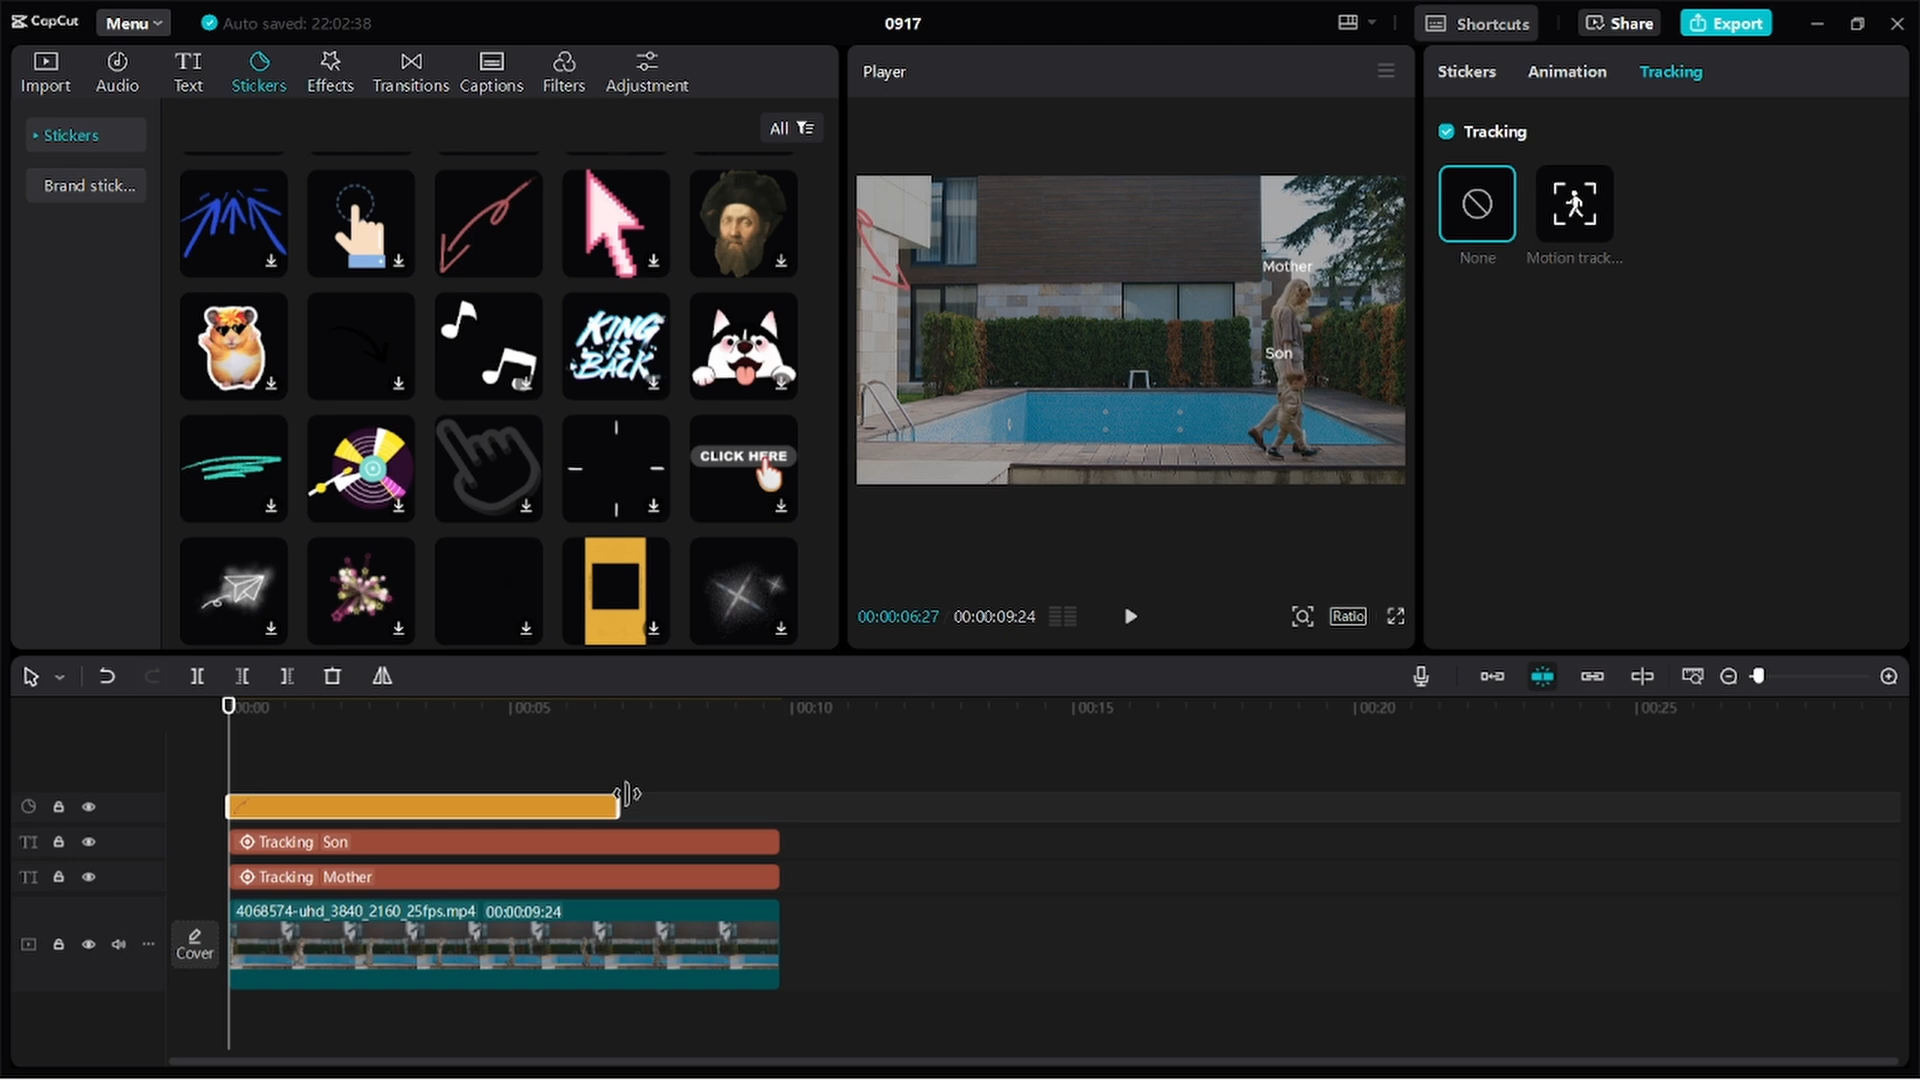 CapCut
Menu
Auto saved: 22:02:38
0917
Shortcuts
Share
Export
Import
Audio
Text
Stickers
Effects
Transitions
Captions
Filters
Adjustment
Stickers
Brand stick...
All
KING
IS
BACK
CLICK HERE
Player
Mother
Son
00:00:06:27 / 00:00:09:24
Ratio
Stickers
Animation
Tracking
Tracking
None
Motion track...
00:00
00:05
00:10
00:15
00:20
00:25
Tracking Son
Tracking Mother
4068574-uhd_3840_2160_25fps.mp4 00:00:09:24
Cover